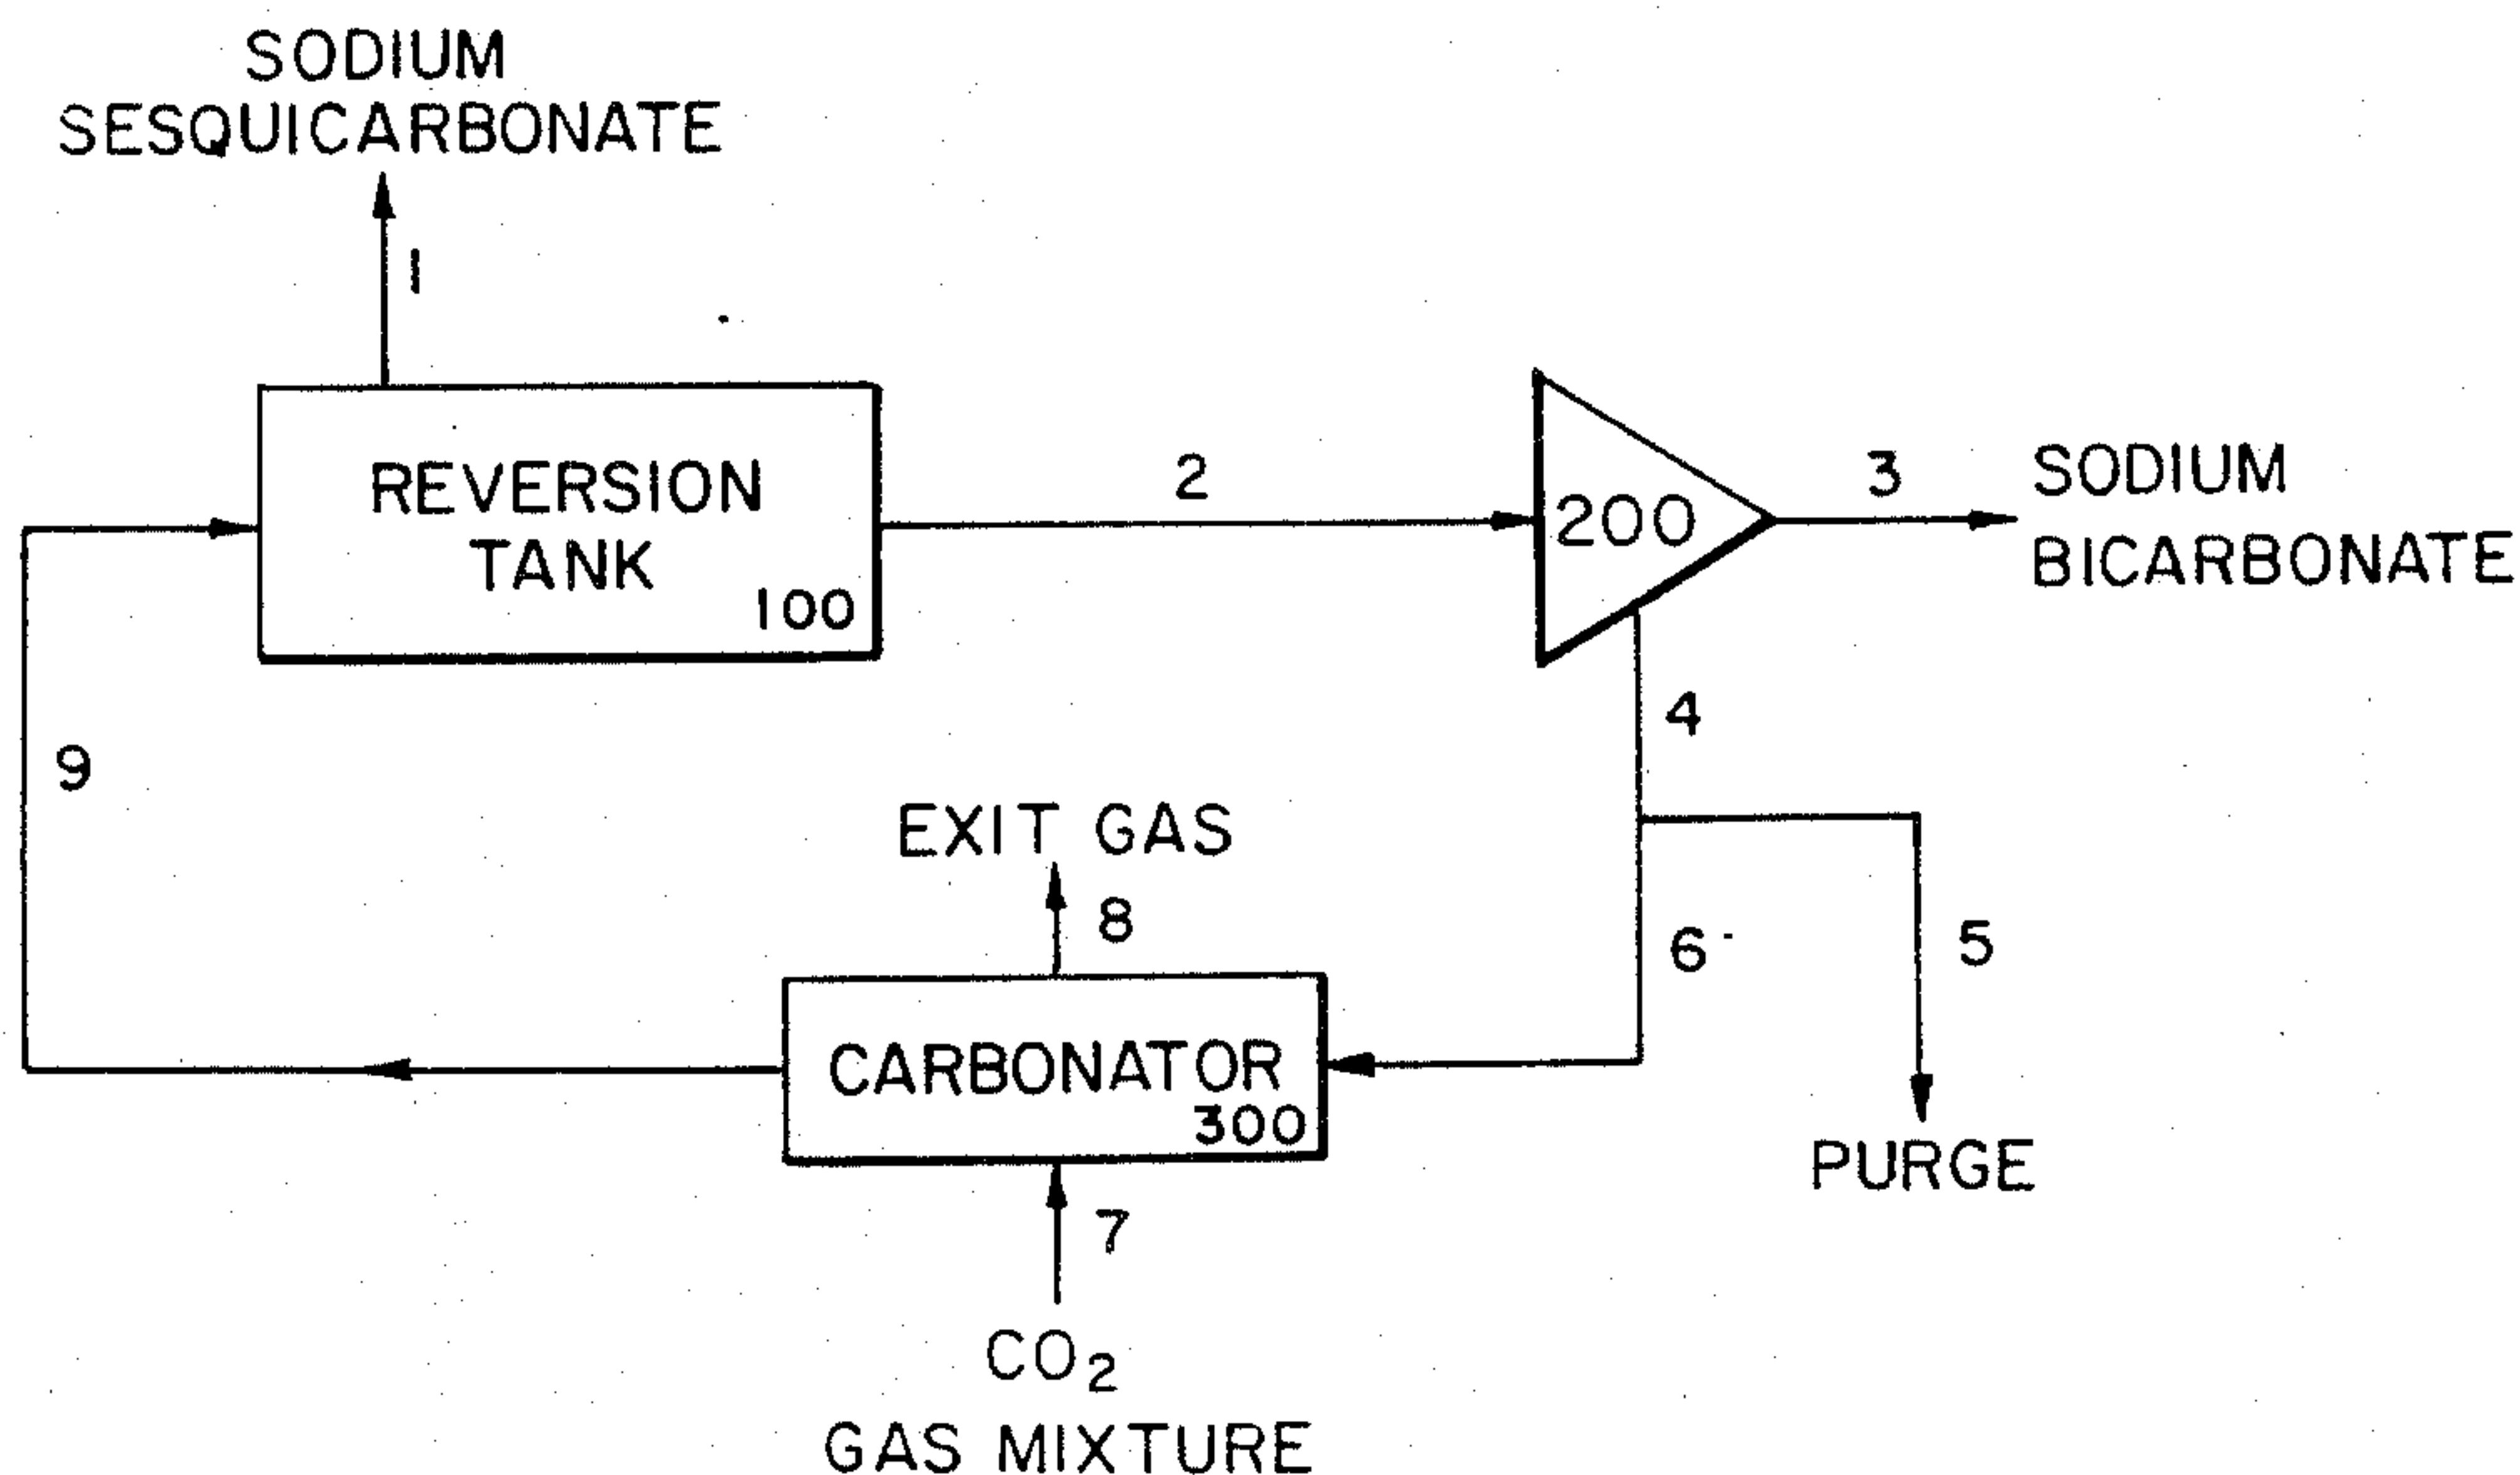 SODIUM
SESQUICARBONATE
1
REVERSION
TANK
100
2
200
3
SODIUM
BICARBONATE
4
9
EXIT GAS
8
6
5
CARBONATOR
300
PURGE
7
CO₂
GAS MIXTURE